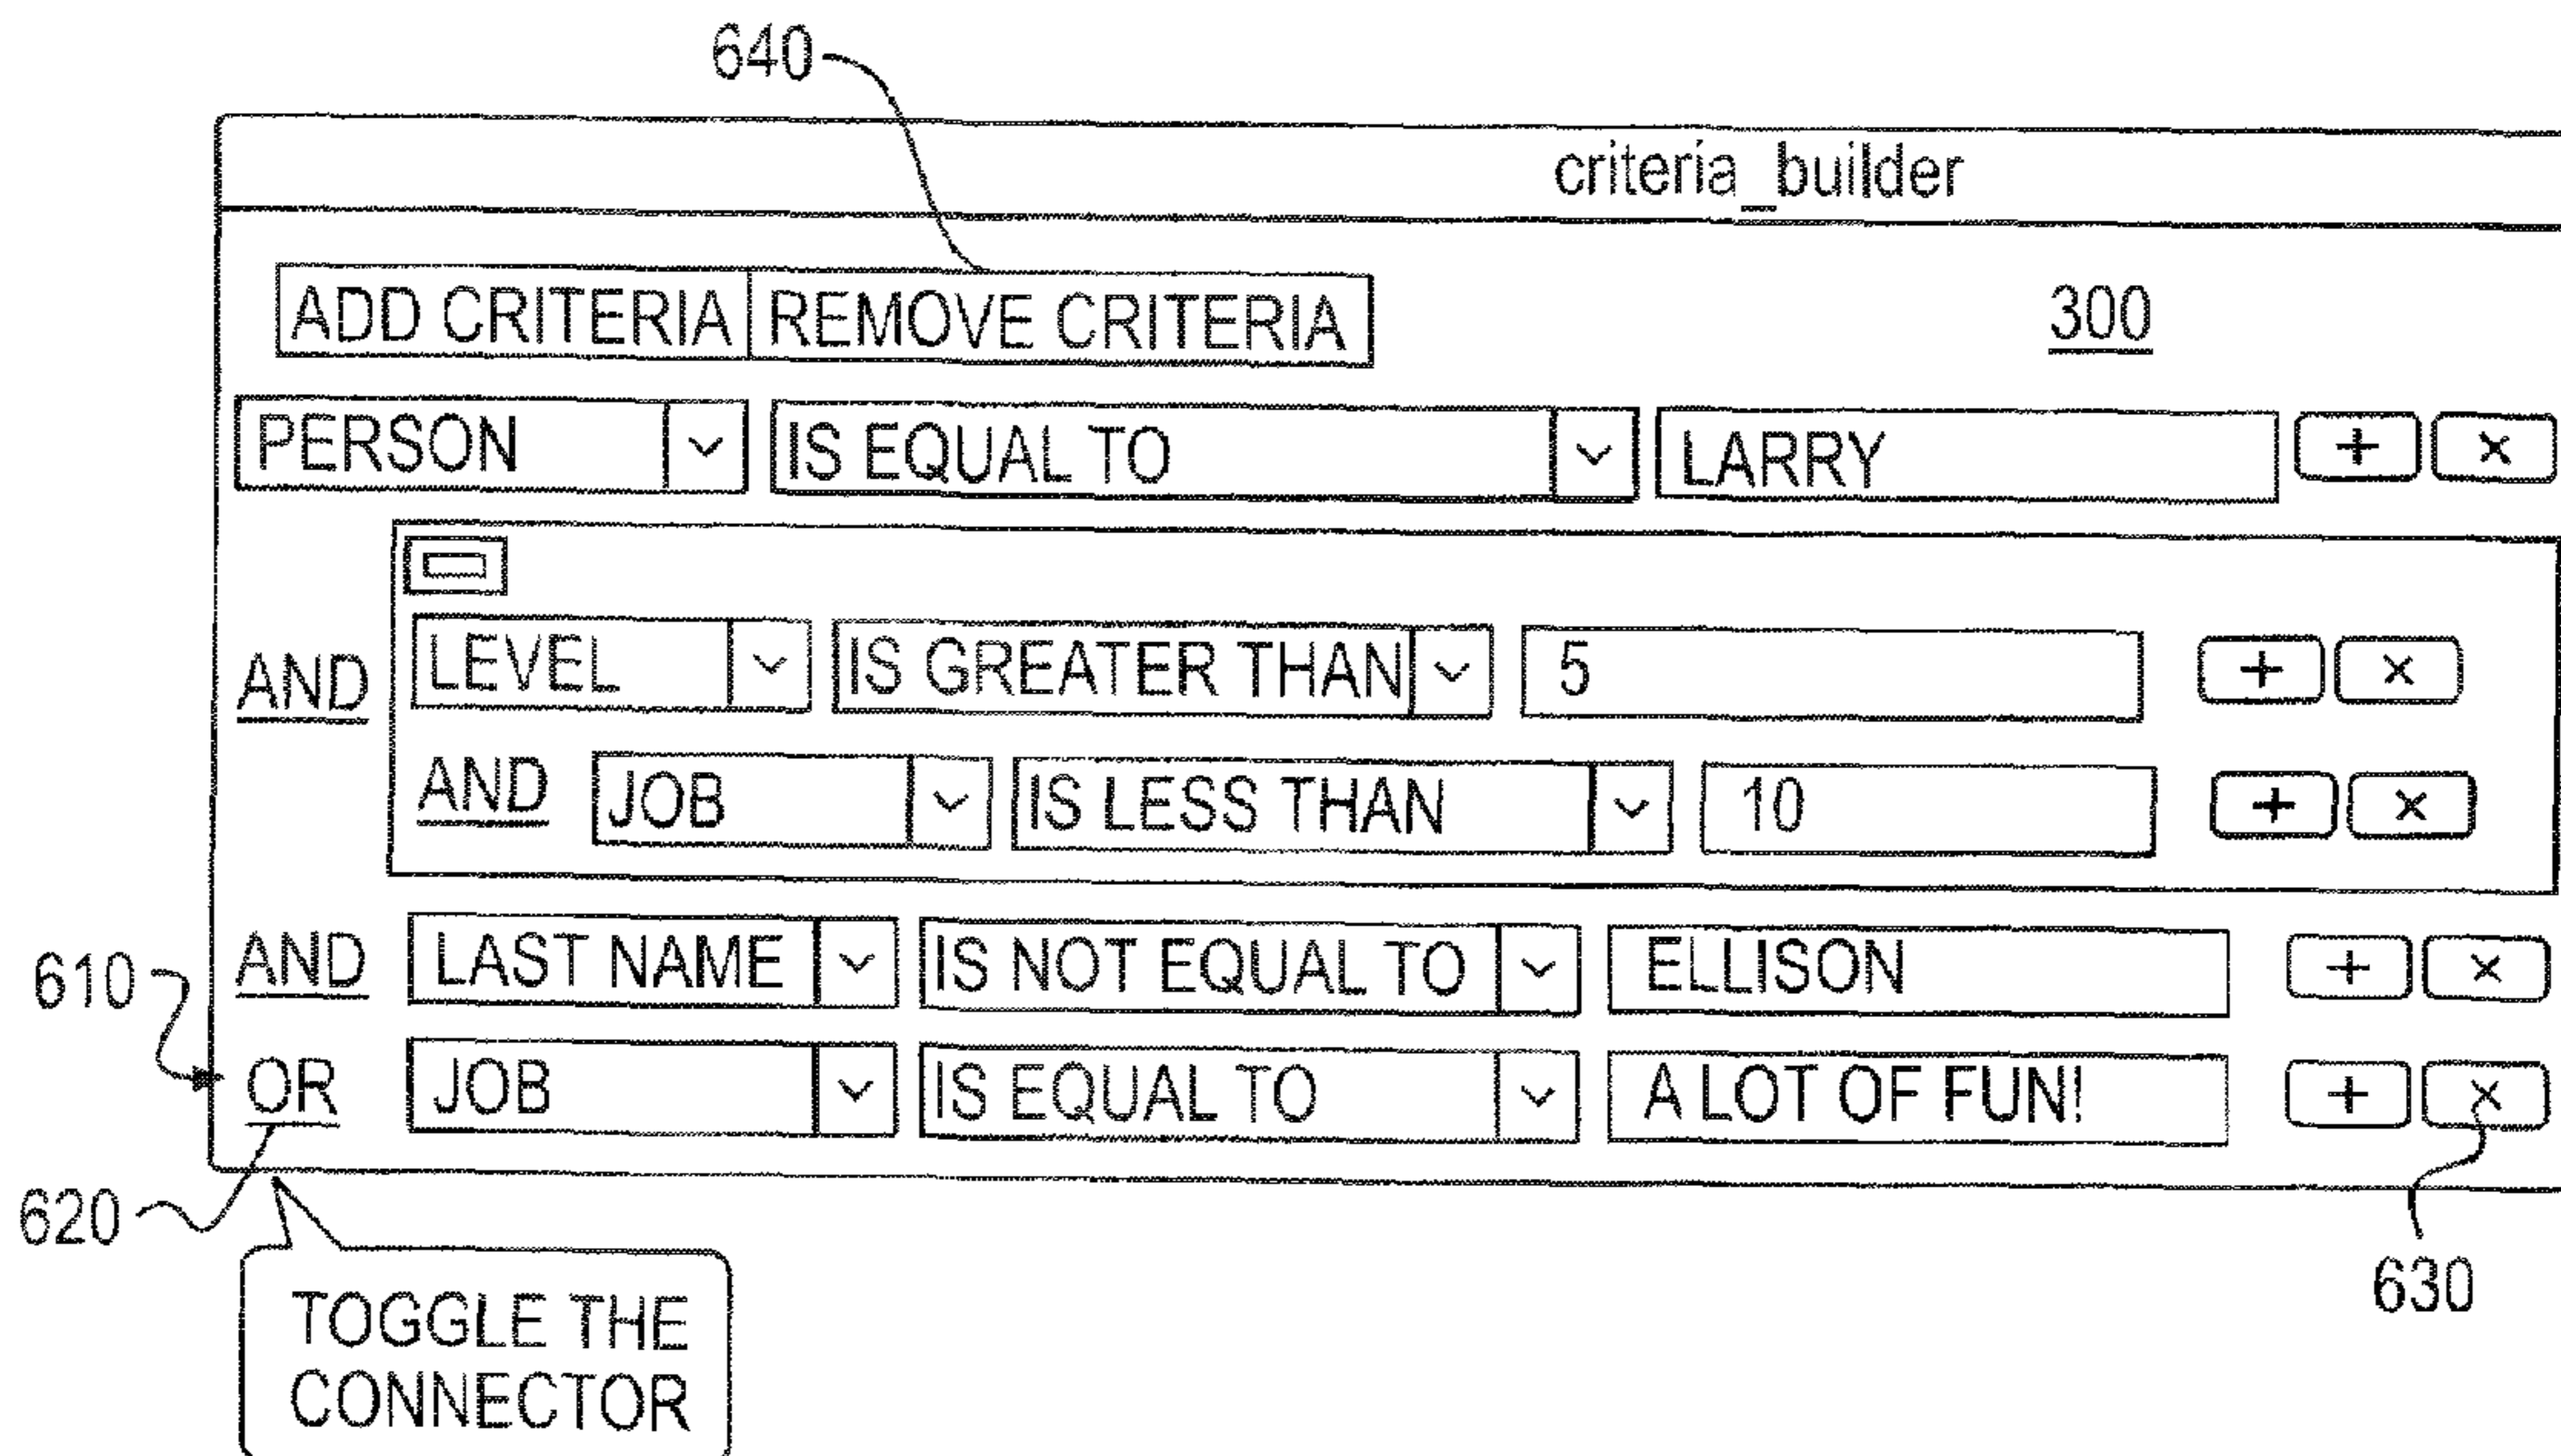 640
criteria_builder
ADD CRITERIA REMOVE CRITERIA 300
PERSON IS EQUAL TO LARRY + ×
AND LEVEL IS GREATER THAN 5 + ×
AND JOB IS LESS THAN 10 + ×
610 AND LAST NAME IS NOT EQUAL TO ELLISON + ×
OR JOB IS EQUAL TO A LOT OF FUN! + ×
620
630
TOGGLE THE
CONNECTOR